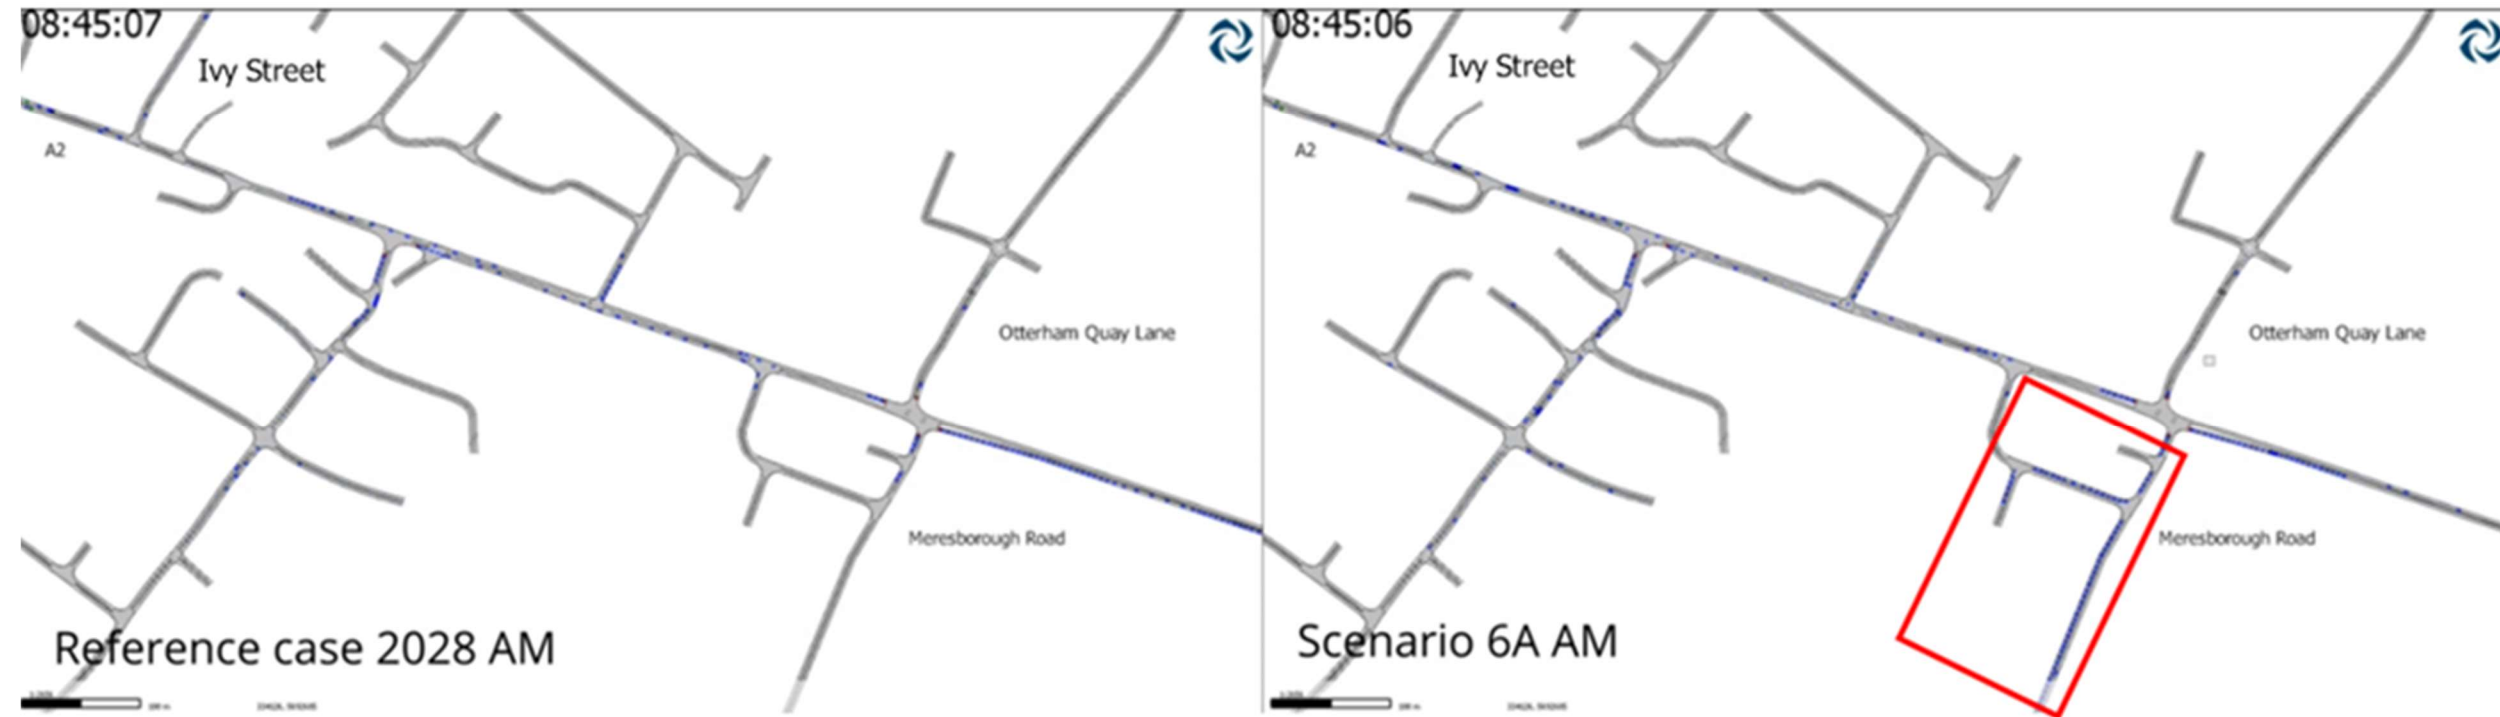 08:45:07
Ivy Street
A2
Otterham Quay Lane
Meresborough Road
Reference case 2028 AM
08:45:06
Ivy Street
A2
Otterham Quay Lane
Meresborough Road
Scenario 6A AM